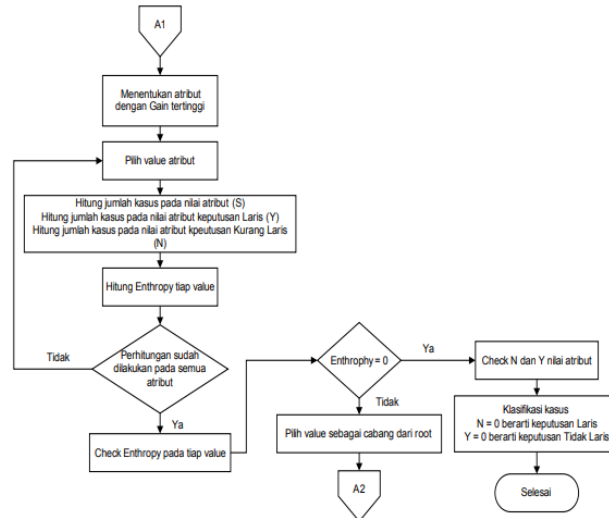 A1
Menentukan atribut
dengan Gain tertinggi
Pilih value atribut
Hitung jumlah kasus pada nilai atribut (S)
Hitung jumlah kasus pada nilai atribut keputusan Laris (Y)
Hitung jumlah kasus pada nilai atribut kpeutusan Kurang Laris
(N)
Hitung Enthropy tiap value
Tidak
Perhitungan sudah
dilakukan pada semua
atribut
Ya
Check Enthropy pada tiap value
Enthrophy = 0
Ya
Tidak
Pilih value sebagai cabang dari root
A2
Check N dan Y nilai atribut
Klasifikasi kasus
N = 0 berarti keputusan Laris
Y = 0 berarti keputusan Tidak Laris
Selesai